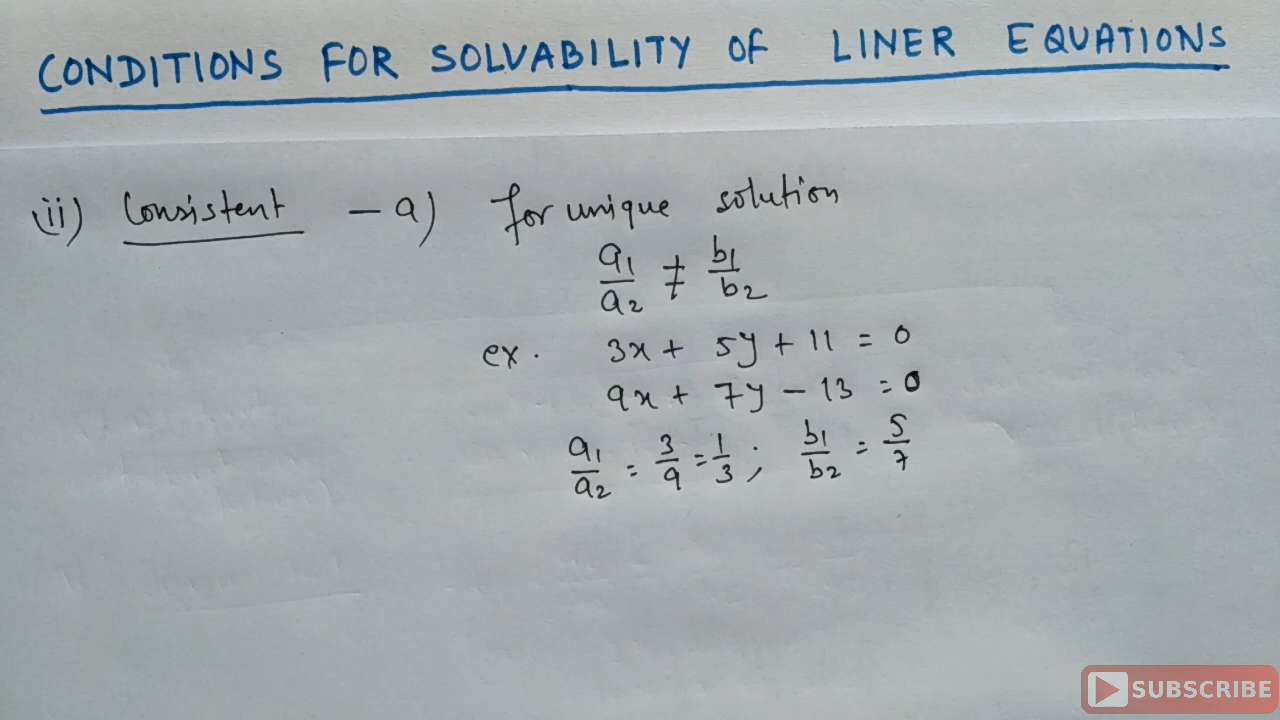 CONDITIONS FOR SOLVABILITY OF LINER EQUATIONS
(ii) Consistent - a) for unique solution
a1/a2 ≠ b1/b2
ex. 3x + 5y + 11 = 0
9x + 7y - 13 = 0
a1/a2 = 3/9 = 1/3; b1/b2 = 5/7
SUBSCRIBE